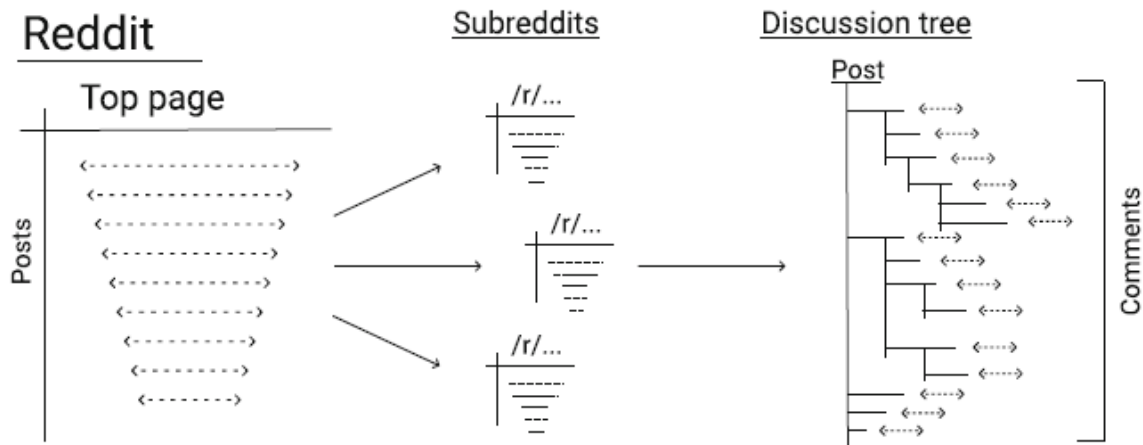 Reddit
Top page
Posts
Subreddits
/r/...
/r/...
/r/...
Discussion tree
Post
Comments